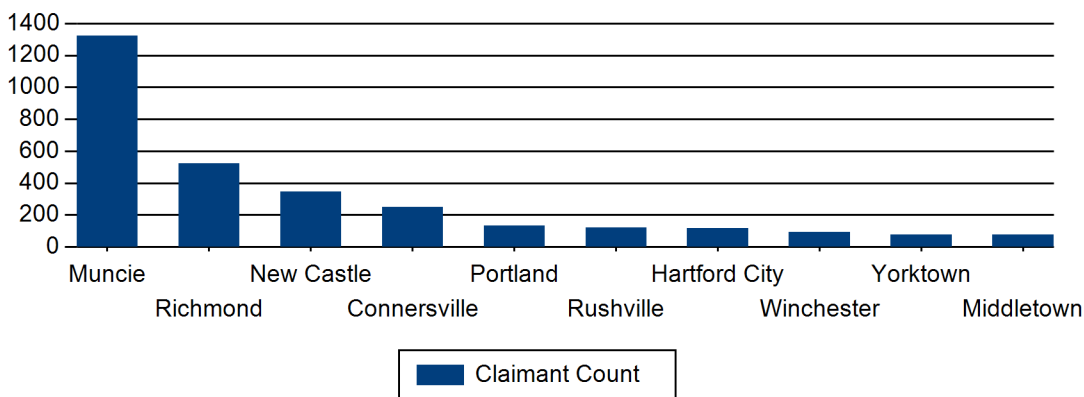 1400
1200
1000
800
600
400
200
0
Muncie New Castle Portland Hartford City Yorktown
Richmond Connersville Rushville Winchester Middletown
Claimant Count